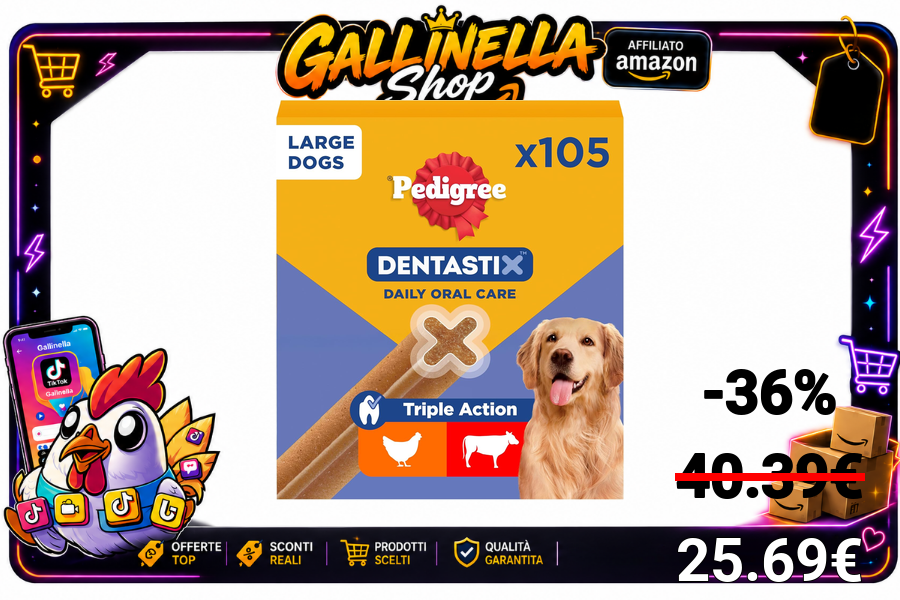 GALLINELLA
Shop
AFFILIATO
amazon
LARGE
DOGS
x105
Pedigree
DENTASTIX™
DAILY ORAL CARE
Triple Action
Gallinella
TikTok
Gallinella
-36%
40.39€
25.69€
OFFERTE
TOP
SCONTI
REALI
PRODOTTI
SCELTI
QUALITÀ
GARANTITA